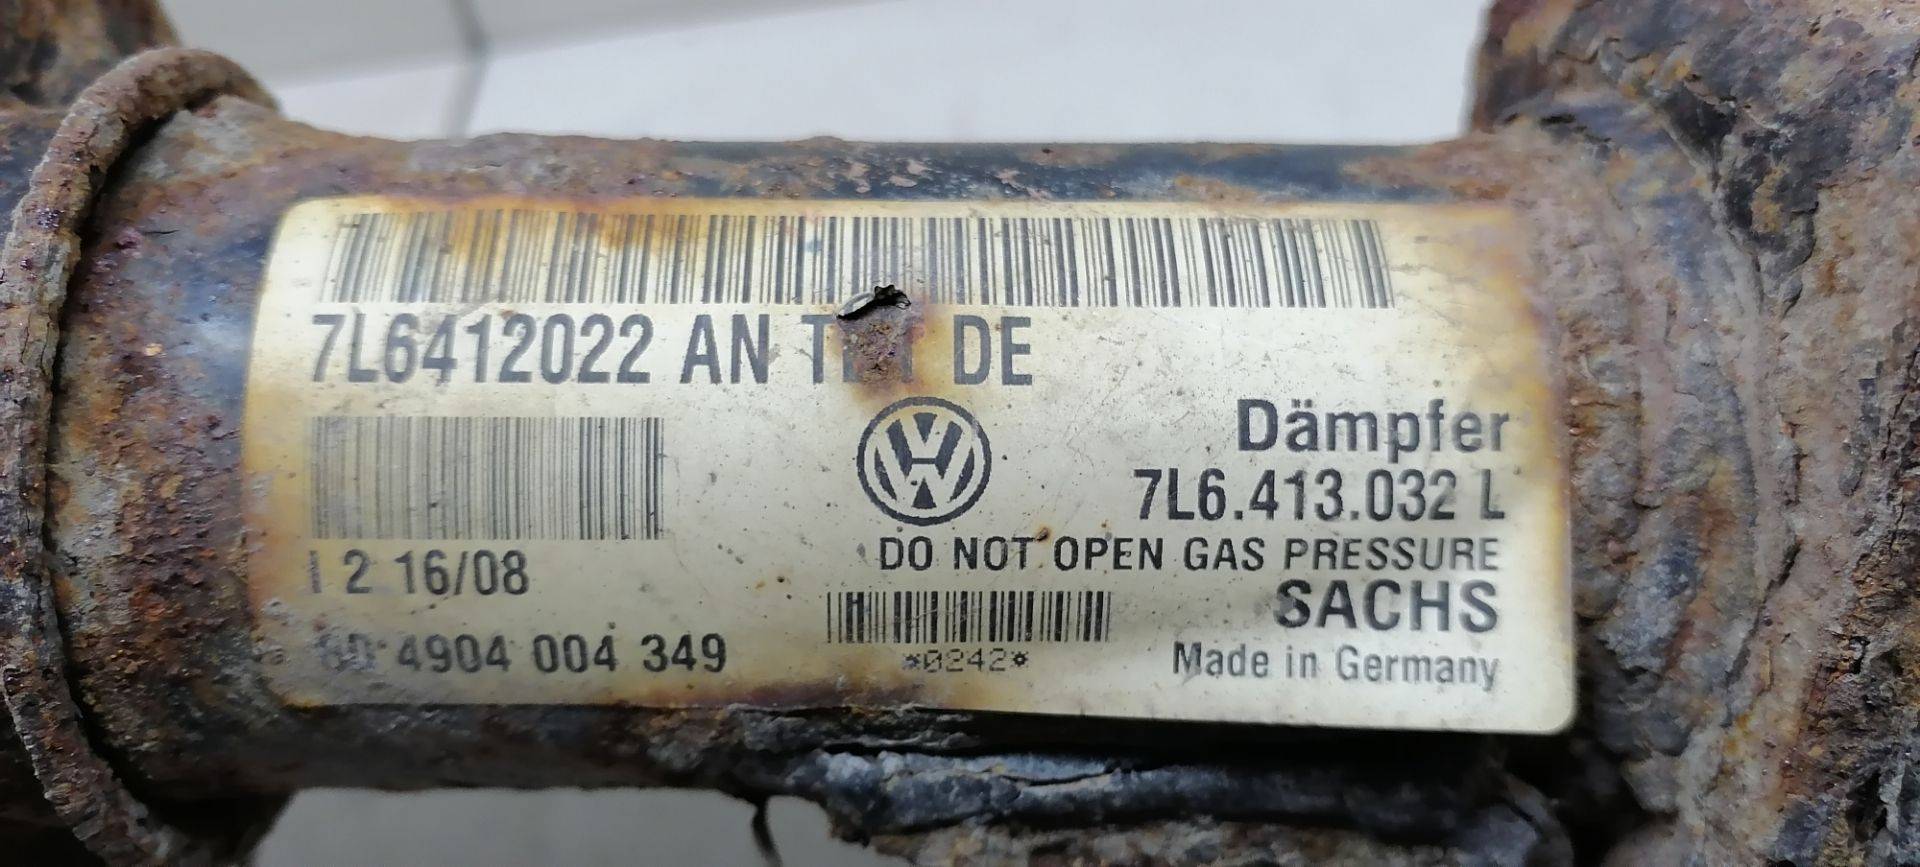 7L6412022 AN DE
Dämpfer
7L6.413.032 L
DO NOT OPEN GAS PRESSURE
2 16/08
SACHS
4904 004 349
*0242*
Made in Germany